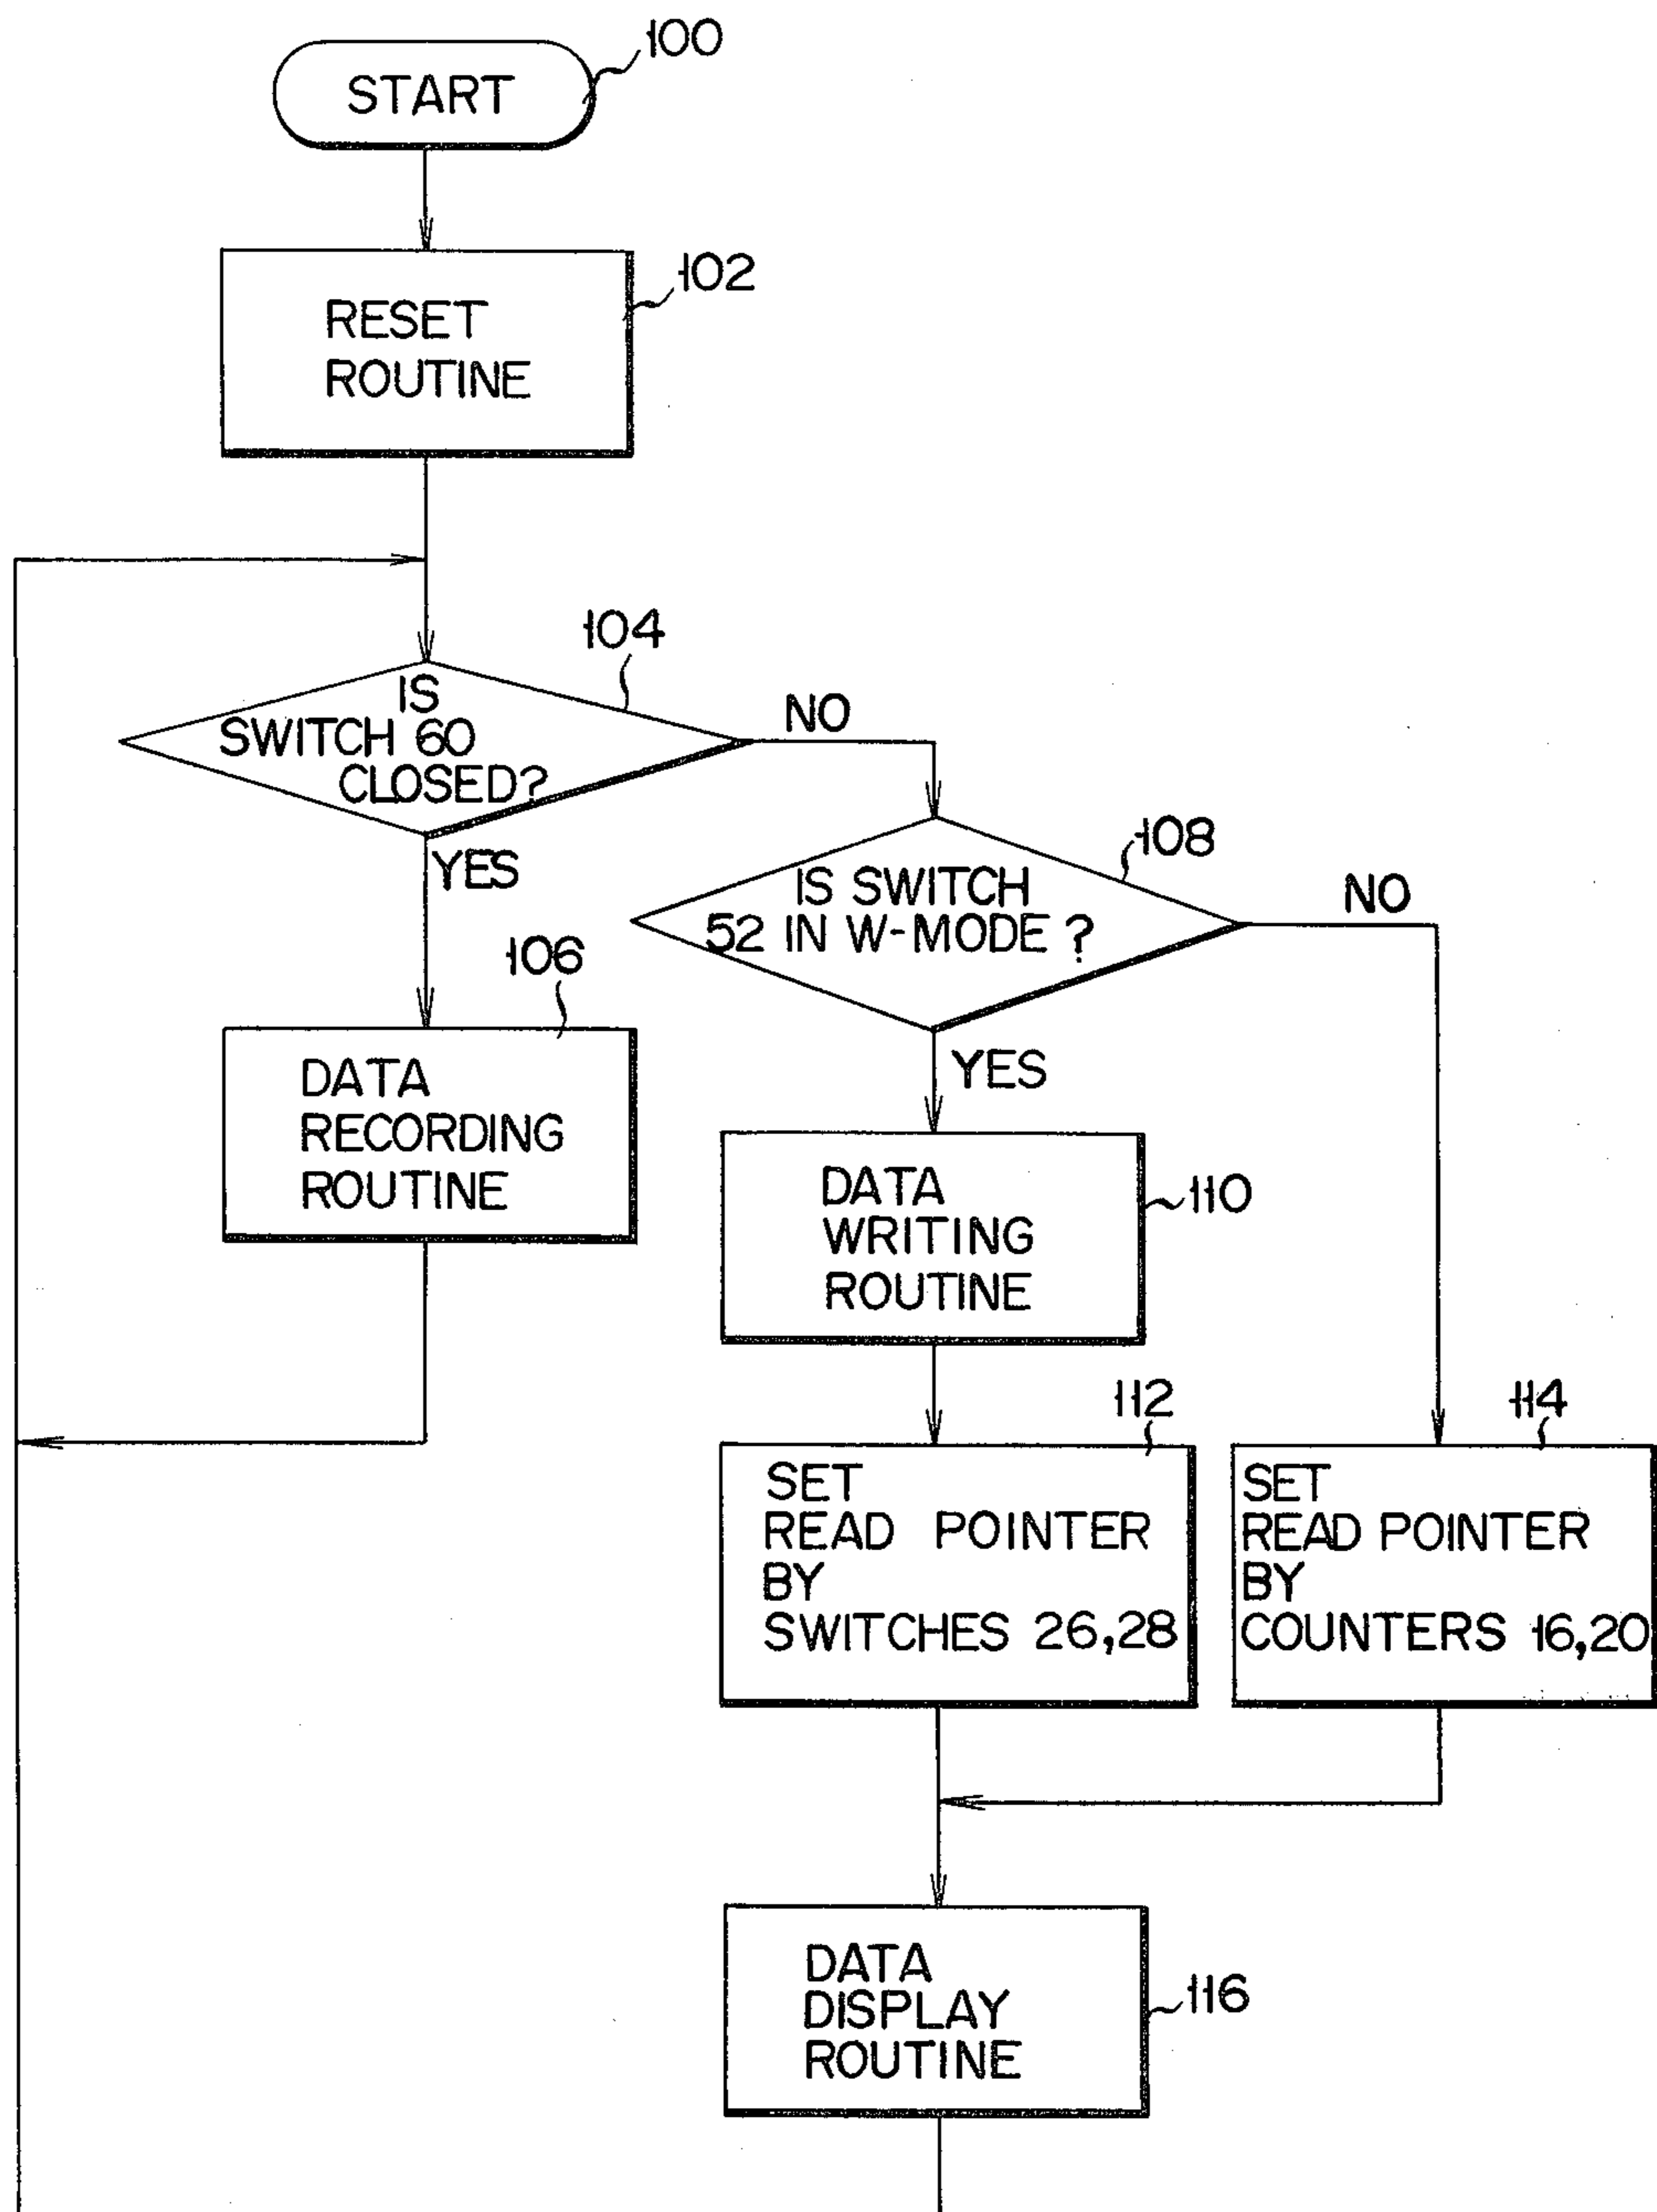 100
START
102
RESET
ROUTINE
104
IS
SWITCH 60
CLOSED?
NO
YES
108
IS SWITCH
52 IN W-MODE ?
NO
YES
106
DATA
RECORDING
ROUTINE
110
DATA
WRITING
ROUTINE
112
SET
READ POINTER
BY
SWITCHES 26,28
114
SET
READ POINTER
BY
COUNTERS 16,20
116
DATA
DISPLAY
ROUTINE